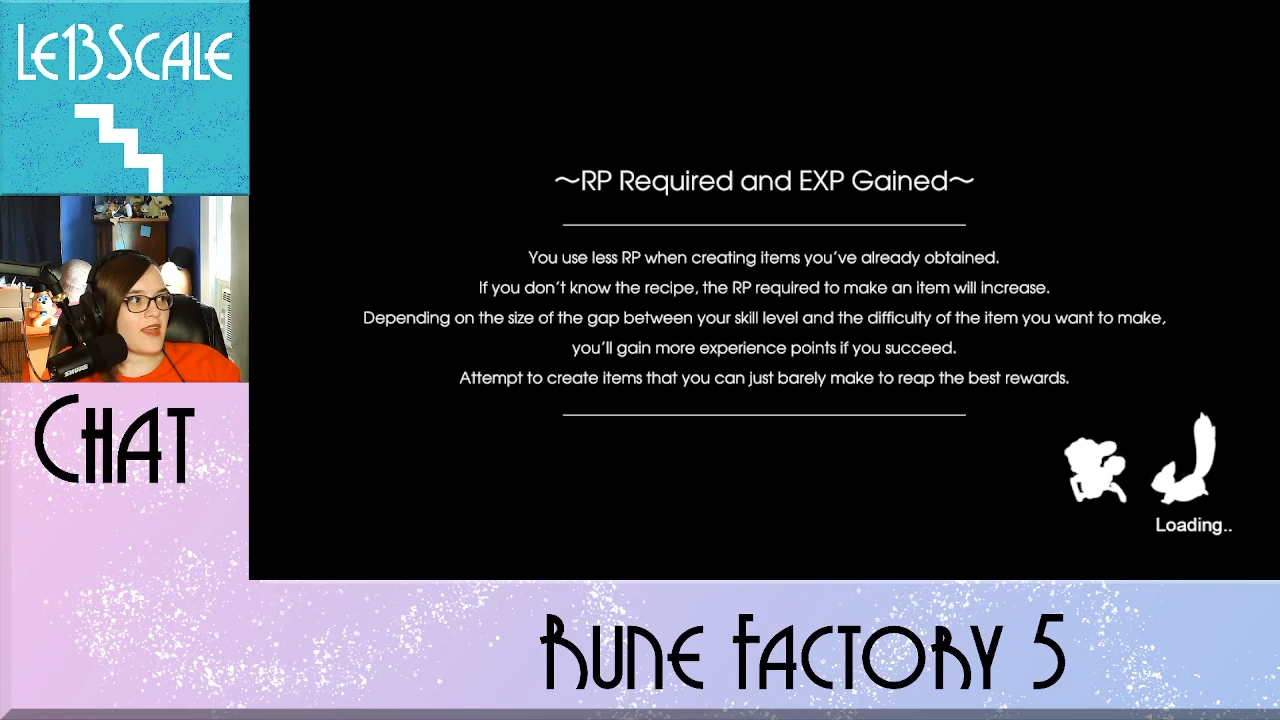 Le13Scale
〜RP Required and EXP Gained〜
You use less RP when creating items you've already obtained.
If you don't know the recipe, the RP required to make an item will increase.
Depending on the size of the gap between your skill level and the difficulty of the item you want to make,
you'll gain more experience points if you succeed.
Attempt to create items that you can just barely make to reap the best rewards.
Loading..
SHURE
Chat
Rune Factory 5